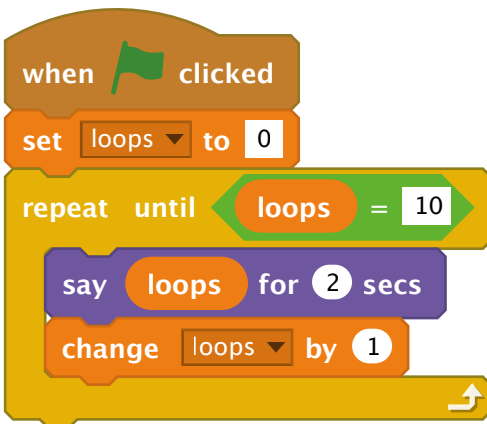 when clicked
set loops to 0
repeat until loops = 10
say loops for 2 secs
change loops by 1